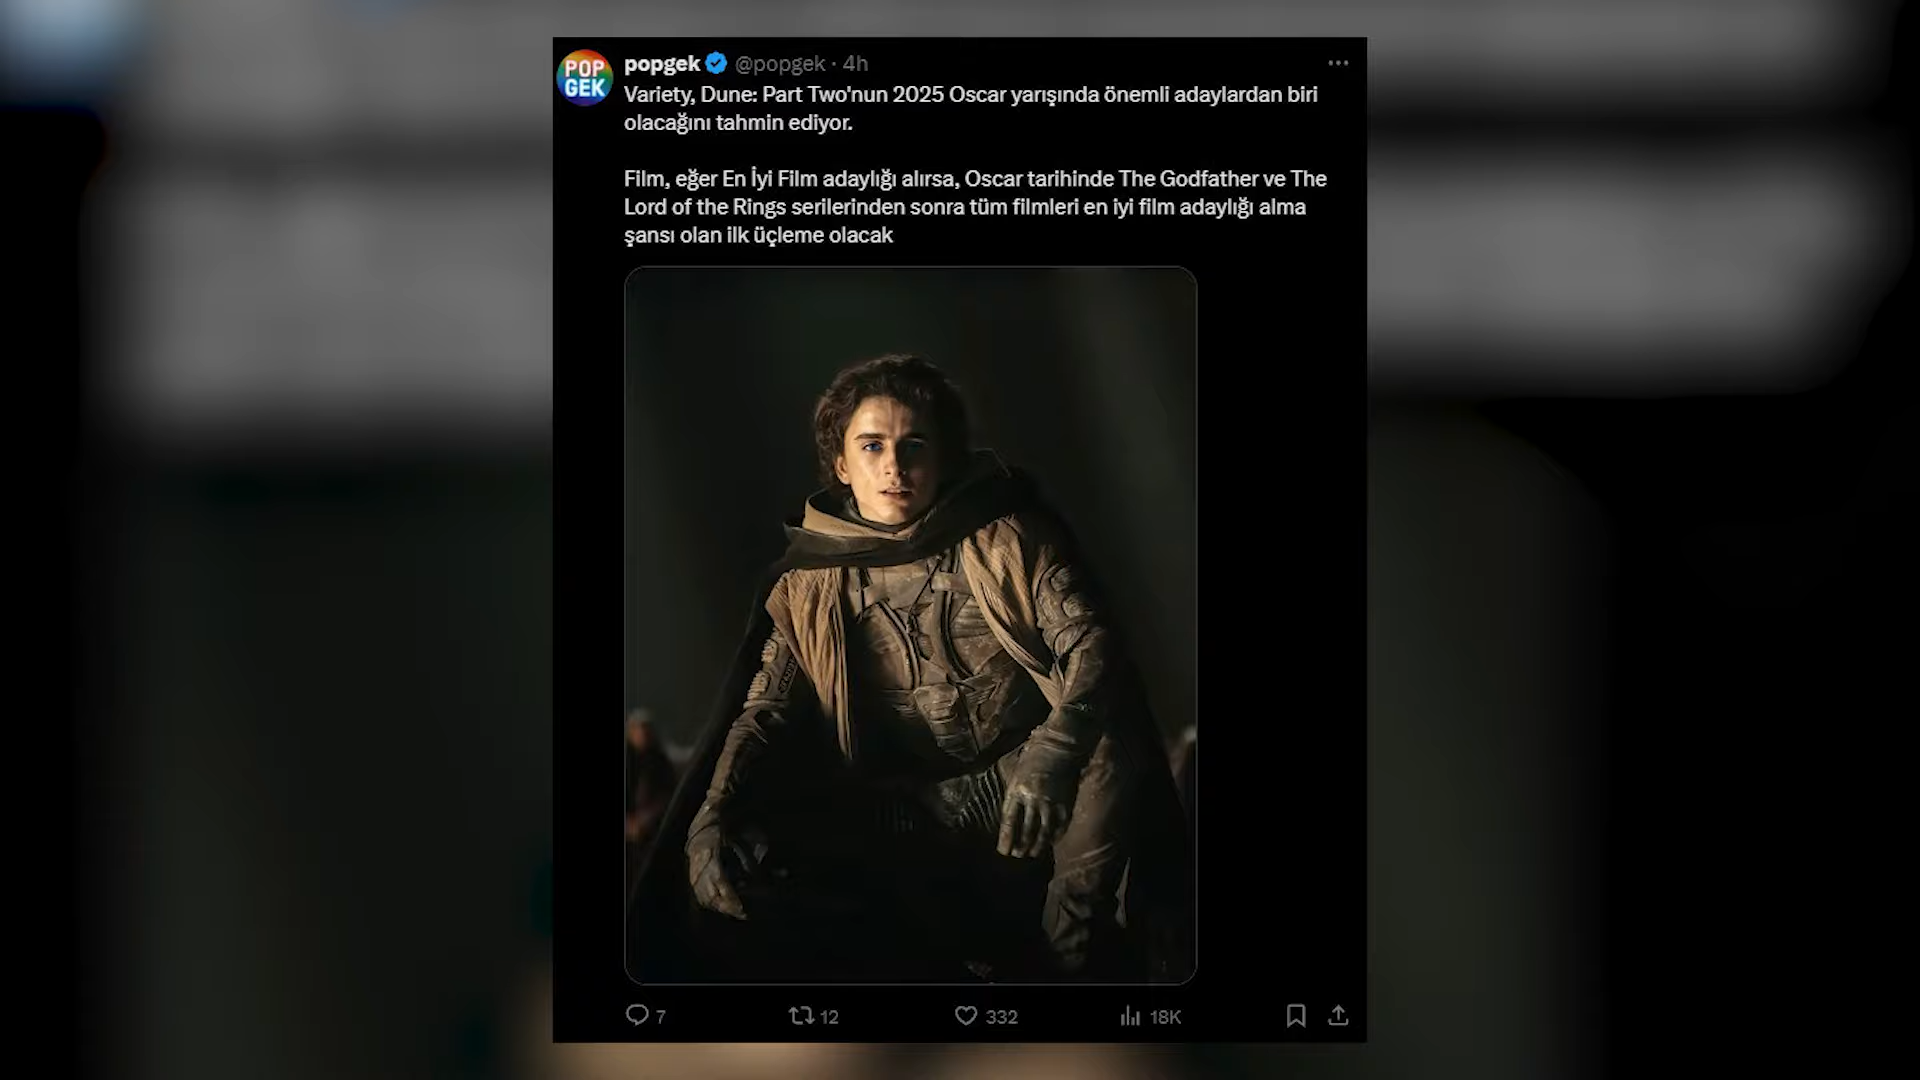 POP
GEK
popgek @popgek · 4h
Variety, Dune: Part Two'nun 2025 Oscar yarışında önemli adaylardan biri
olacağını tahmin ediyor.
Film, eğer En İyi Film adaylığı alırsa, Oscar tarihinde The Godfather ve The
Lord of the Rings serilerinden sonra tüm filmleri en iyi film adaylığı alma
şansı olan ilk üçleme olacak
7 12 332 18K